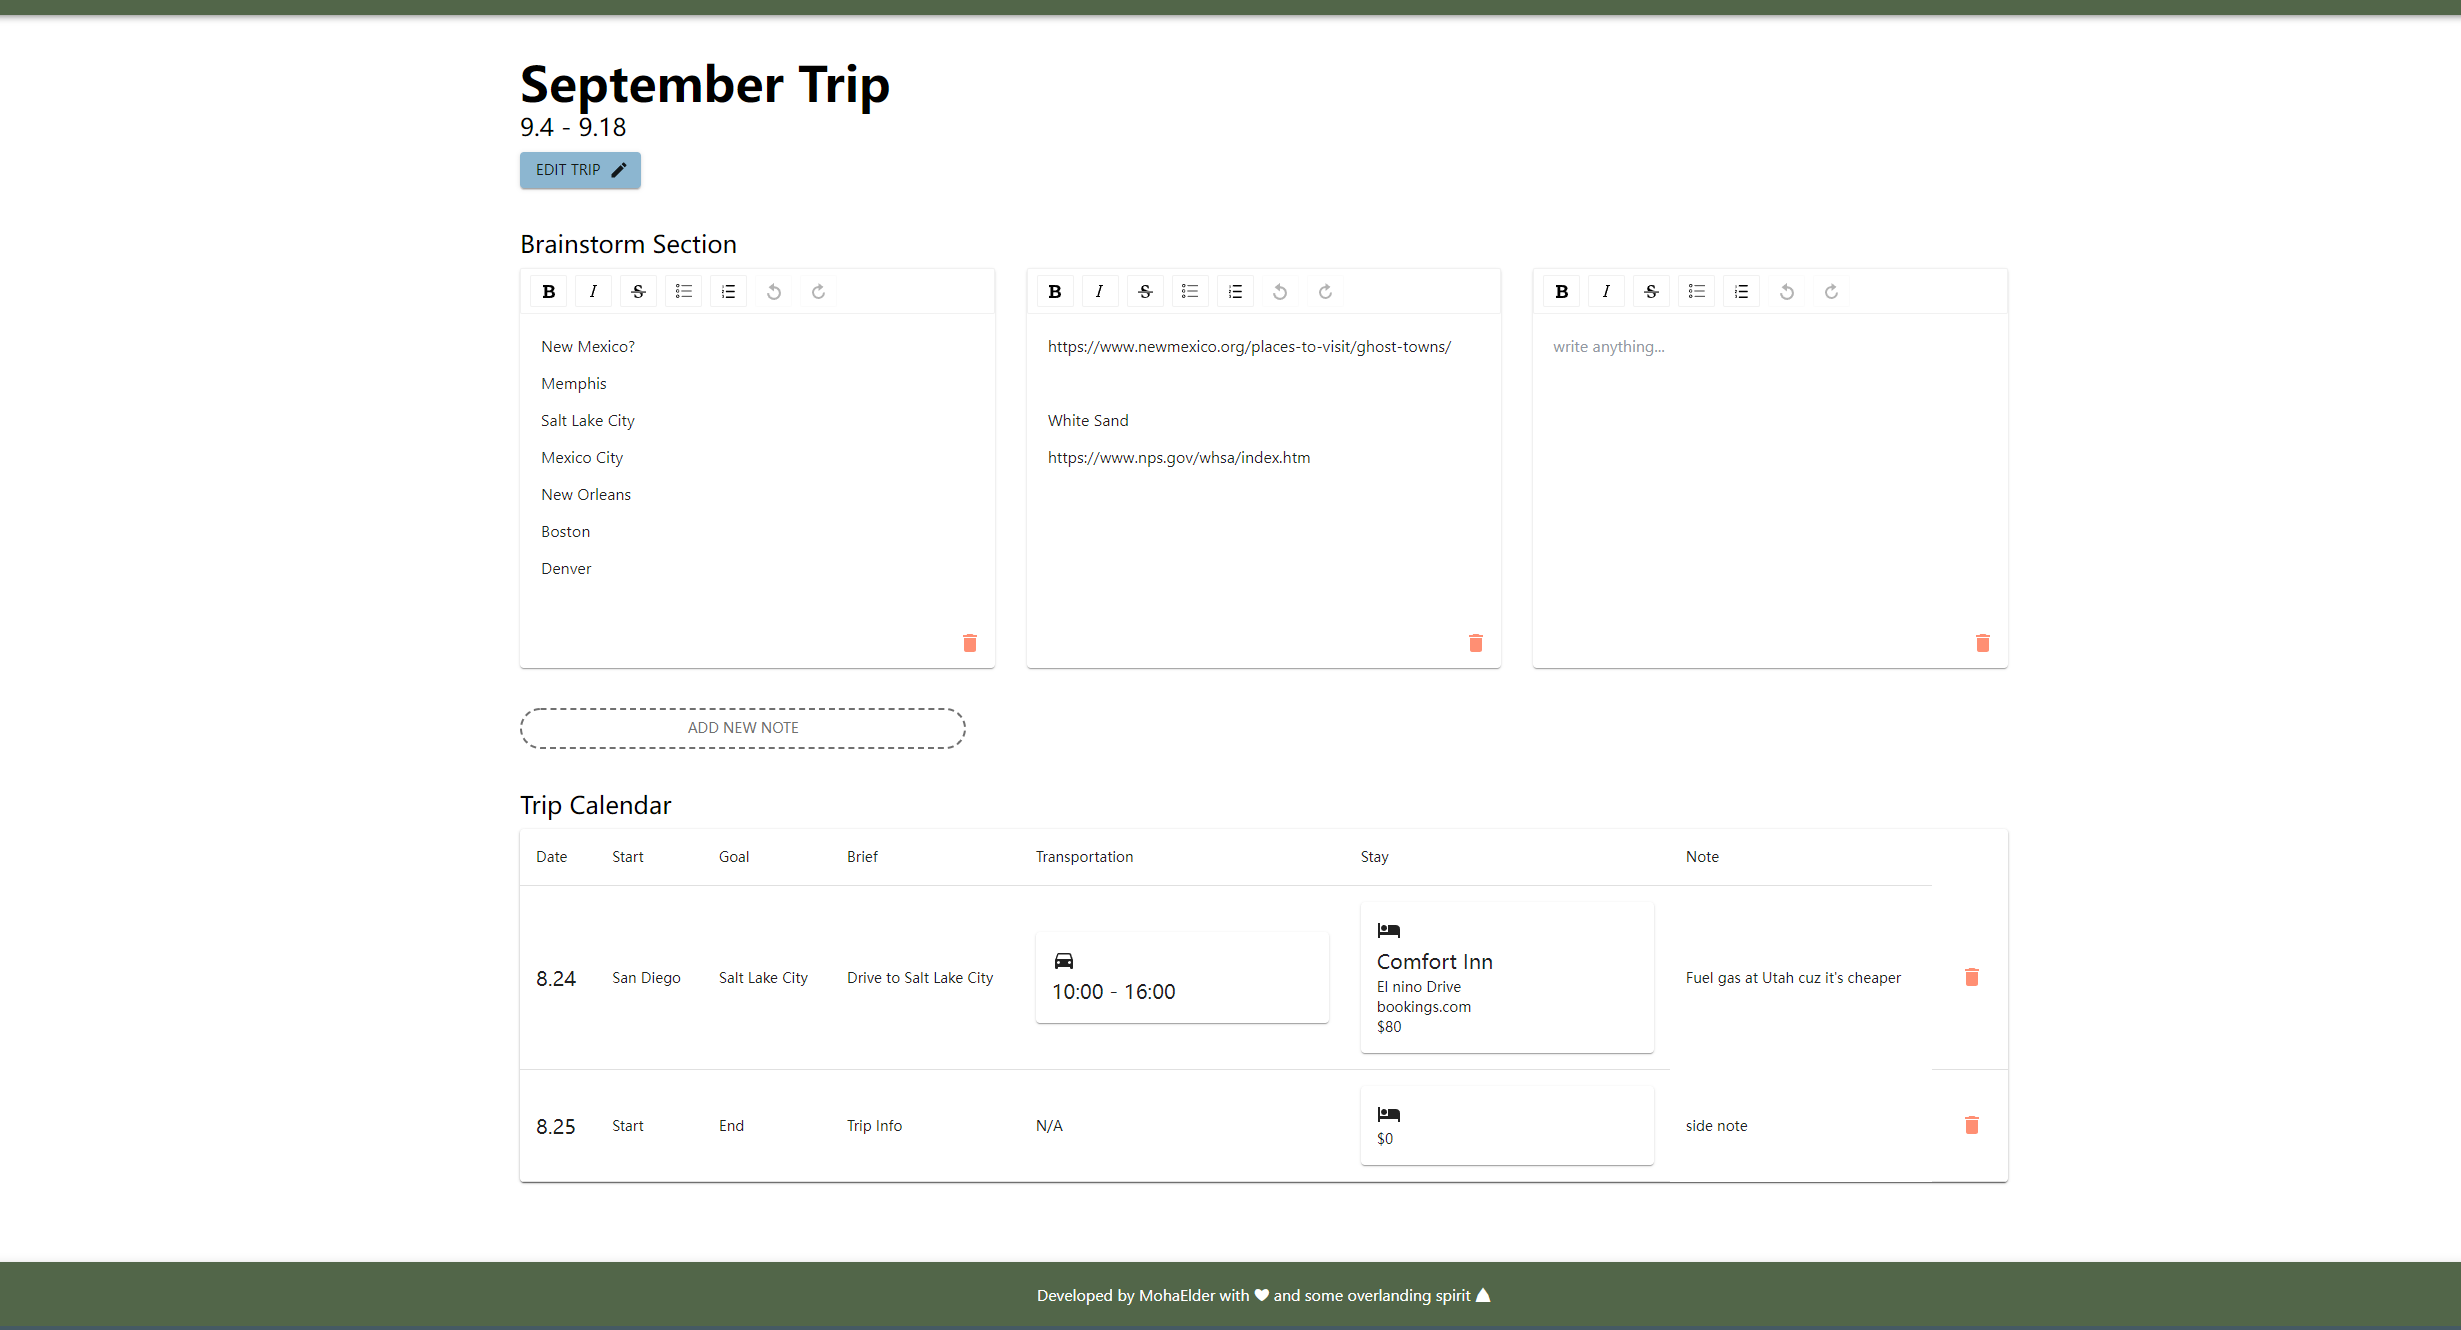 September Trip
9.4 - 9.18
EDIT TRIP
Brainstorm Section
B I S
New Mexico?
Memphis
Salt Lake City
Mexico City
New Orleans
Boston
Denver
B I S
https://www.newmexico.org/places-to-visit/ghost-towns/
White Sand
https://www.nps.gov/whsa/index.htm
B I S
write anything...
ADD NEW NOTE
Trip Calendar
Date Start Goal Brief Transportation Stay Note
8.24 San Diego Salt Lake City Drive to Salt Lake City
10:00 - 16:00
Comfort Inn
El nino Drive
bookings.com
$80
Fuel gas at Utah cuz it's cheaper
8.25 Start End Trip Info N/A
$0
side note
Developed by MohaElder with and some overlanding spirit